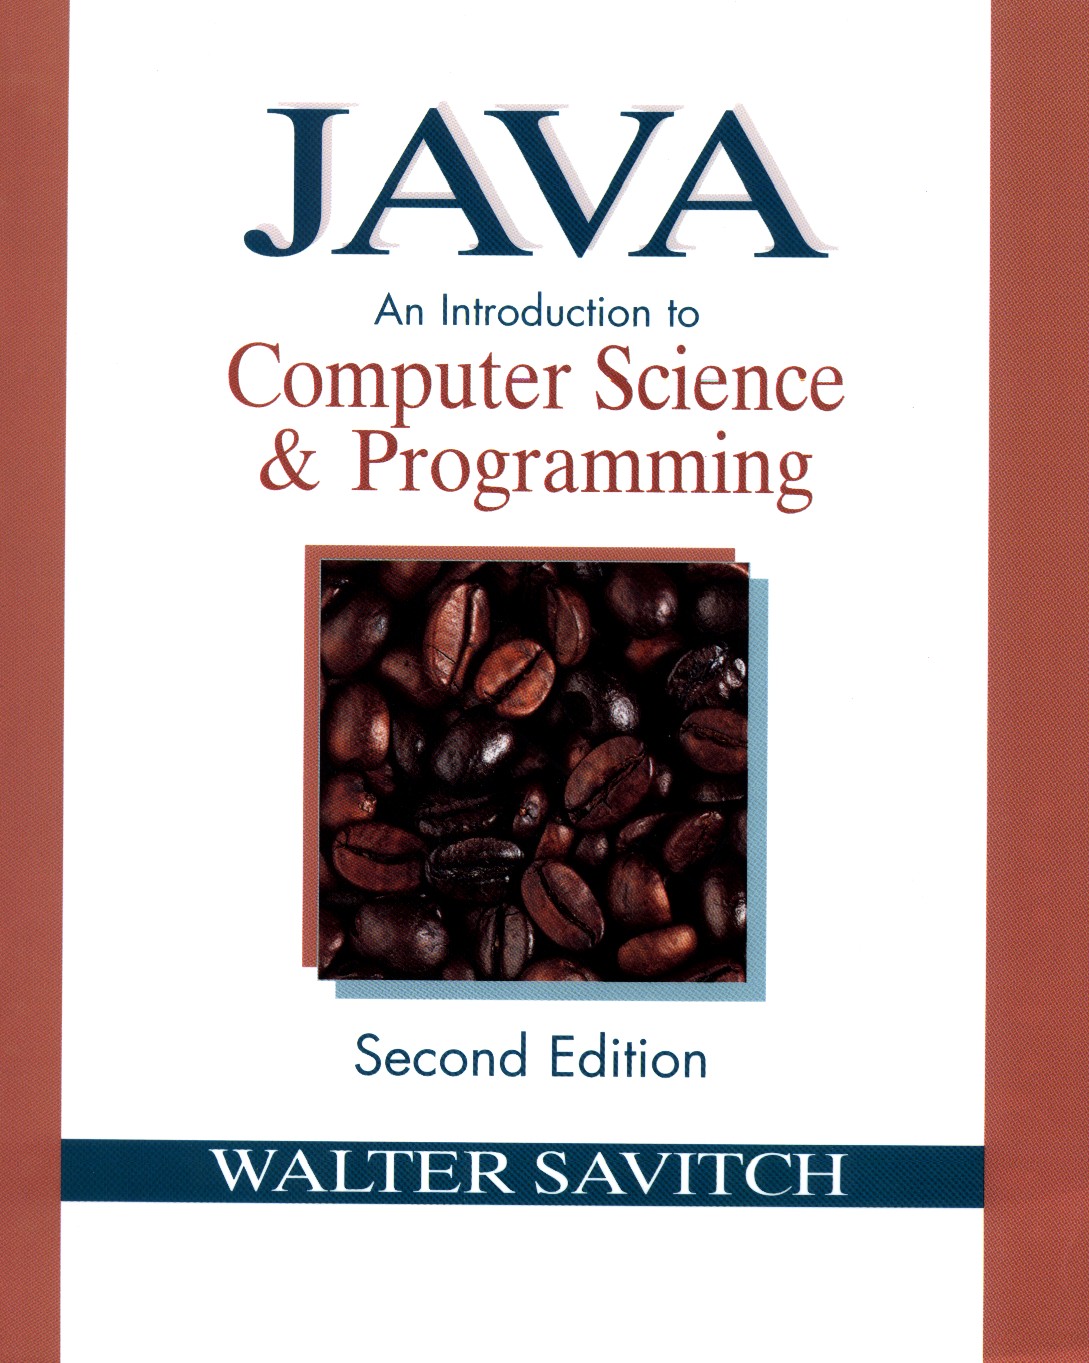 JAVA
An Introduction to
Computer Science
& Programming
Second Edition
WALTER SAVITCH